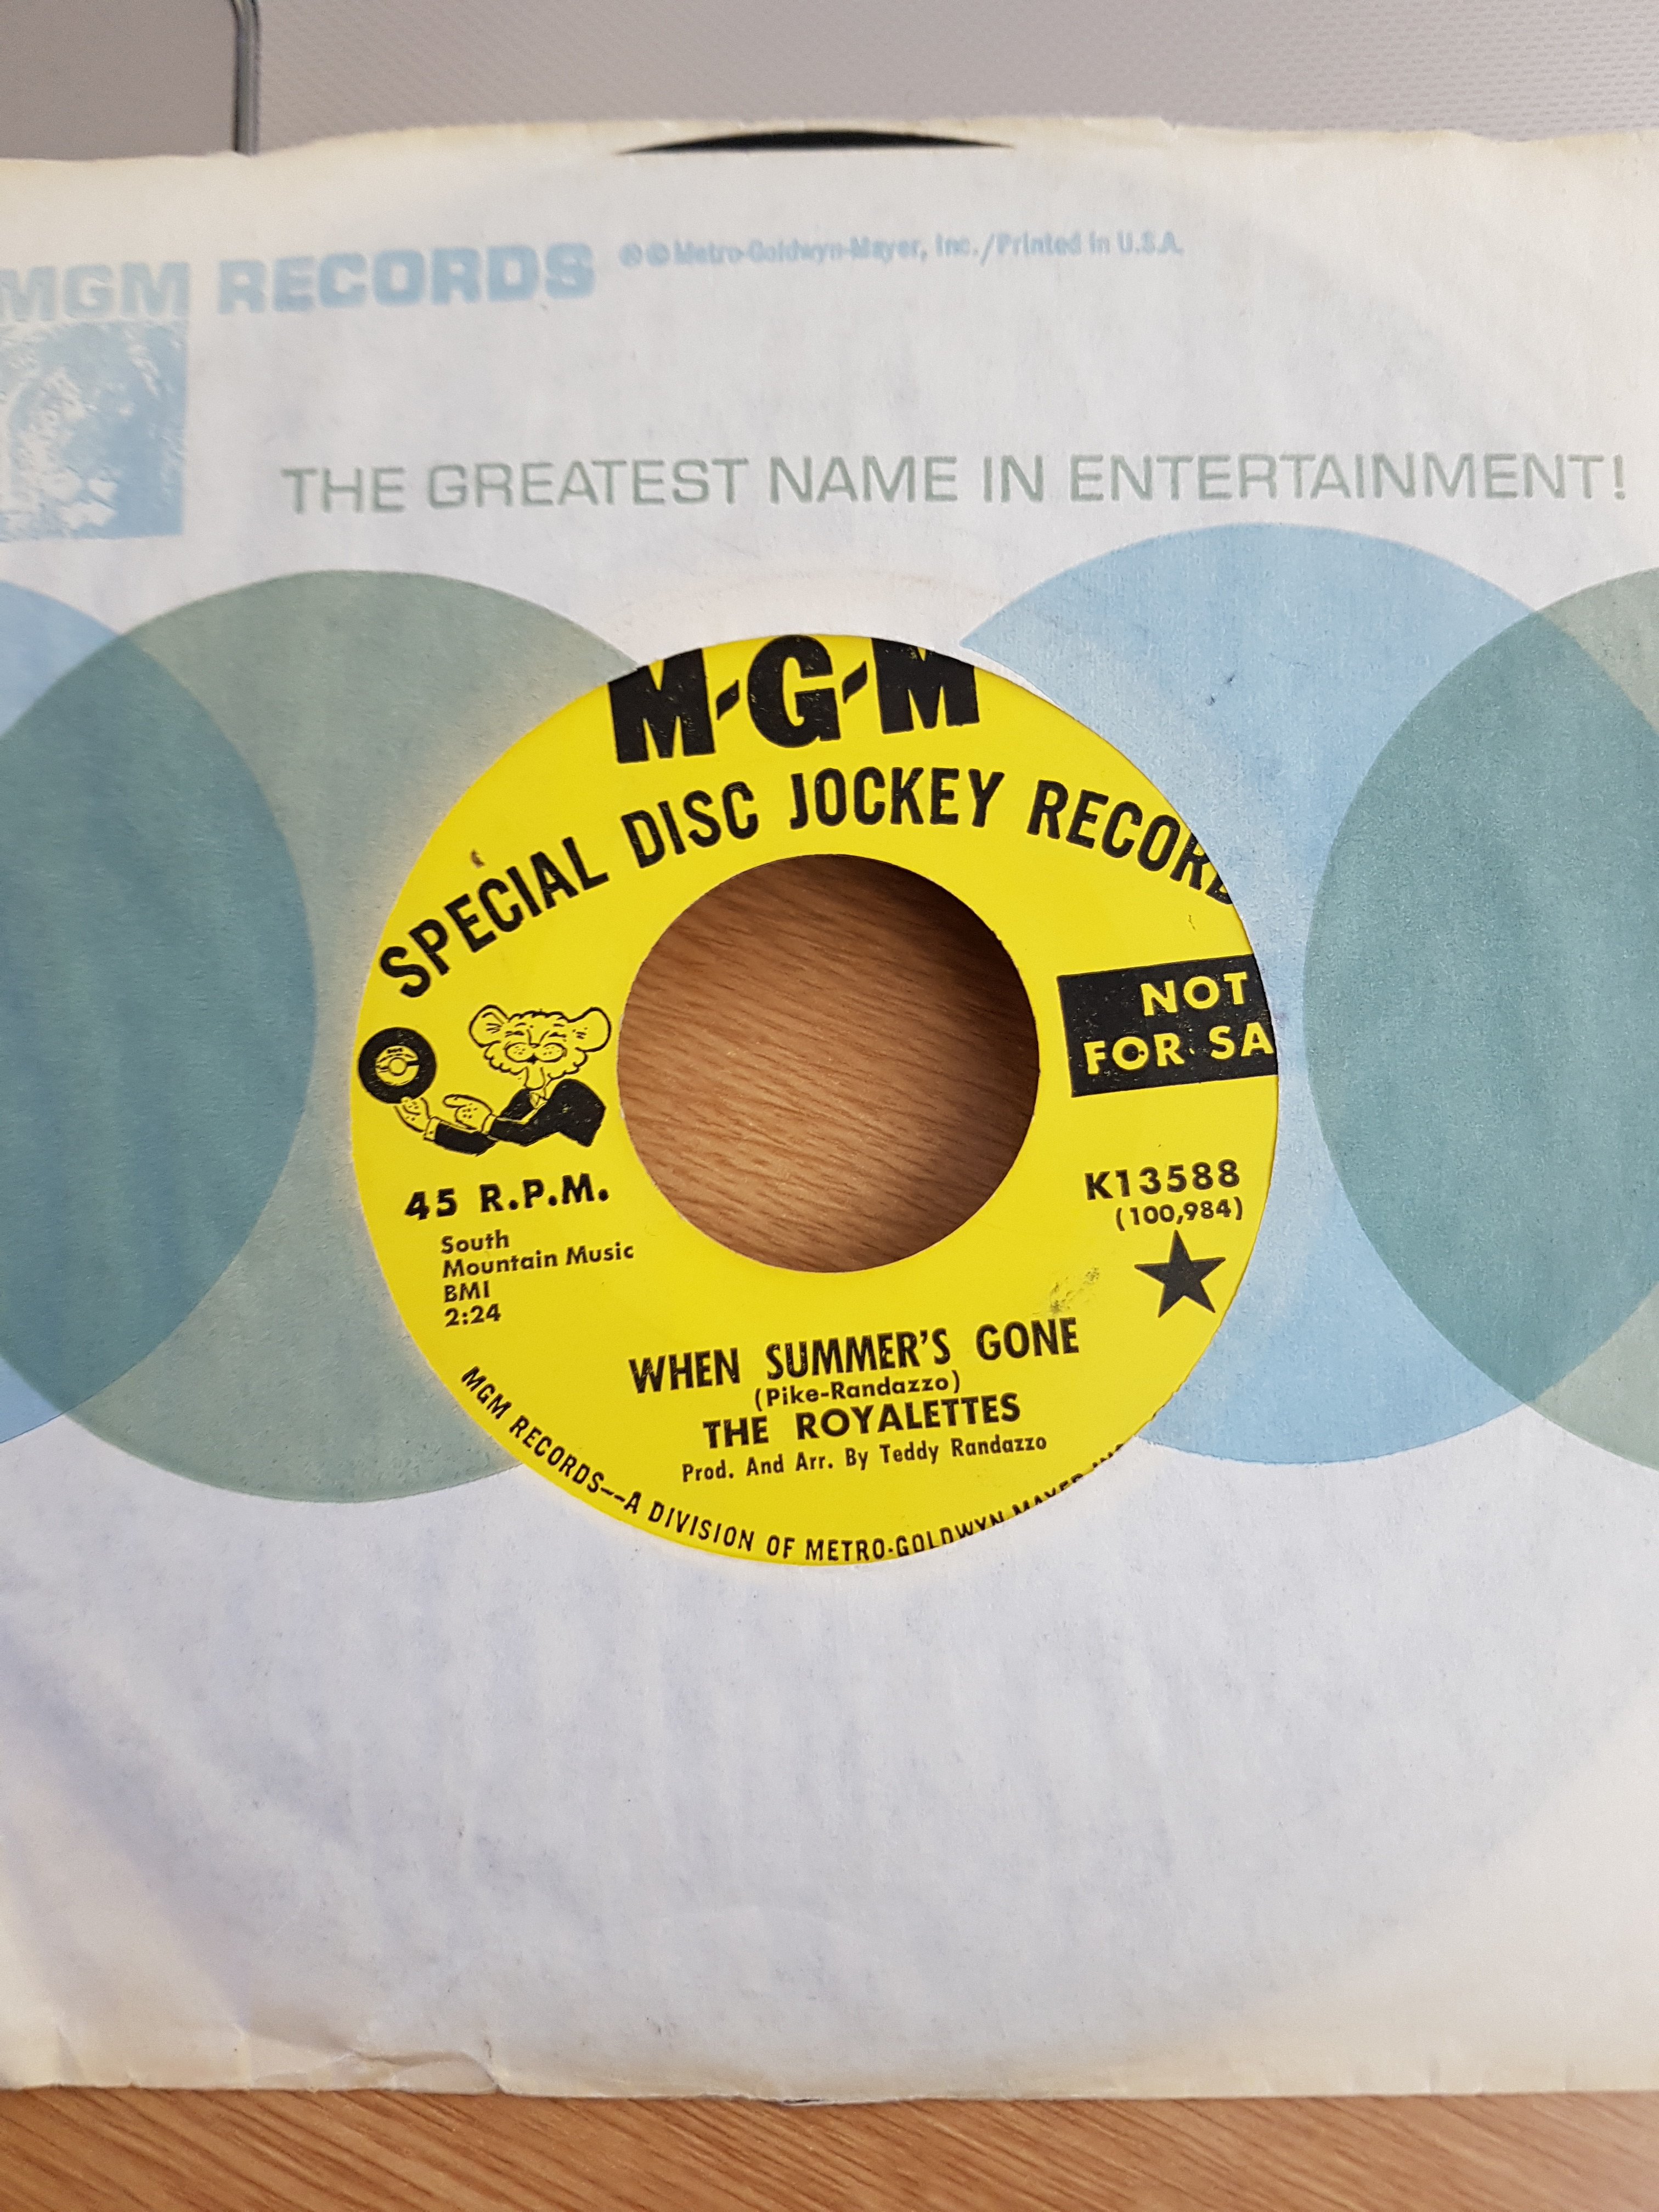 MGM RECORDS ℗© Metro-Goldwyn-Mayer, Inc./Printed in U.S.A.
THE GREATEST NAME IN ENTERTAINMENT!
M-G-M
SPECIAL DISC JOCKEY RECORD
NOT
FOR SA
45 R.P.M.
South
Mountain Music
BMI
2:24
K13588
(100,984)
WHEN SUMMER'S GONE
(Pike-Randazzo)
THE ROYALETTES
Prod. And Arr. By Teddy Randazzo
MGM RECORDS--A DIVISION OF METRO-GOLDWYN MAYER